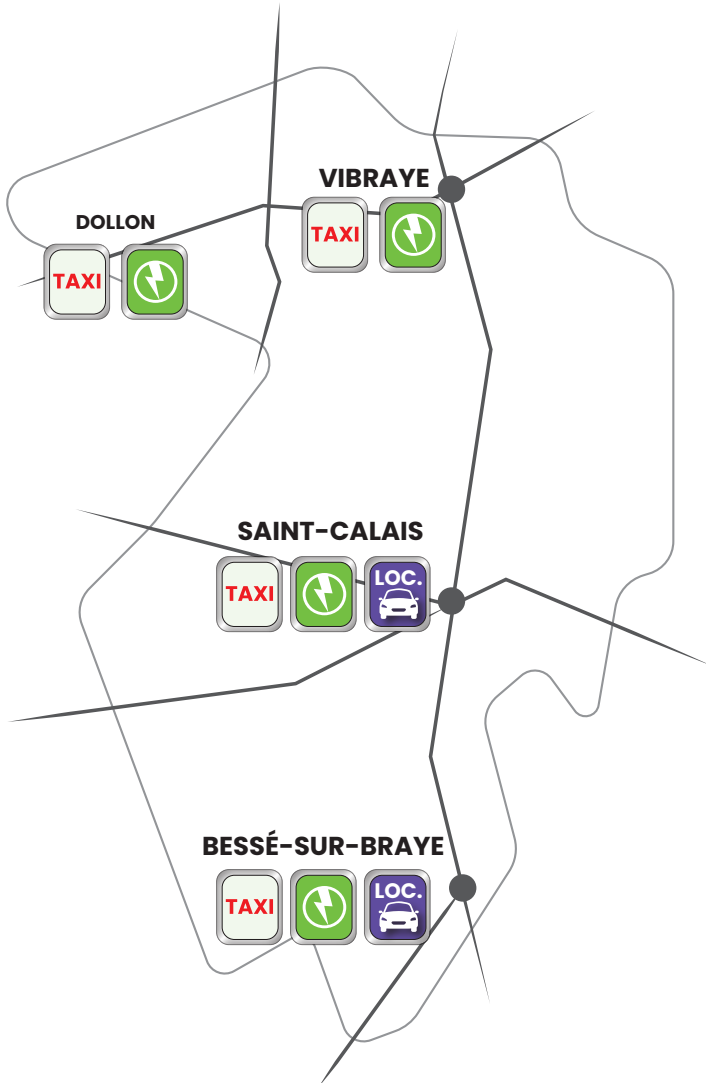 VIBRAYE
TAXI
DOLLON
TAXI
SAINT-CALAIS
TAXI
LOC.
BESSÉ-SUR-BRAYE
TAXI
LOC.